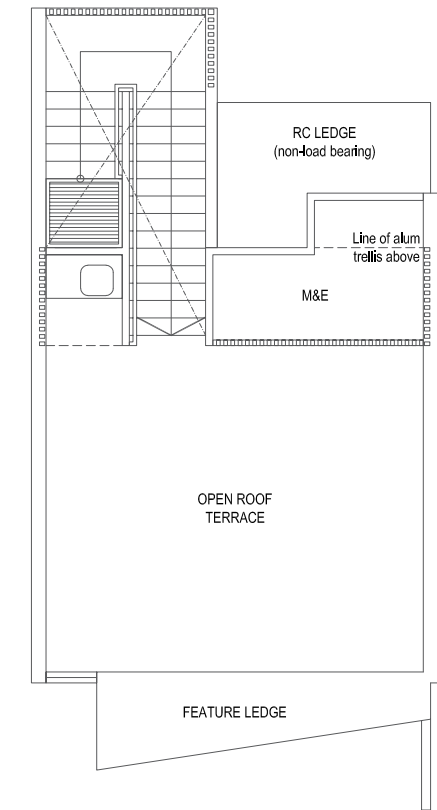 RC LEDGE
(non-load bearing)
Line of alum
trellis above
M&E
OPEN ROOF
TERRACE
FEATURE LEDGE